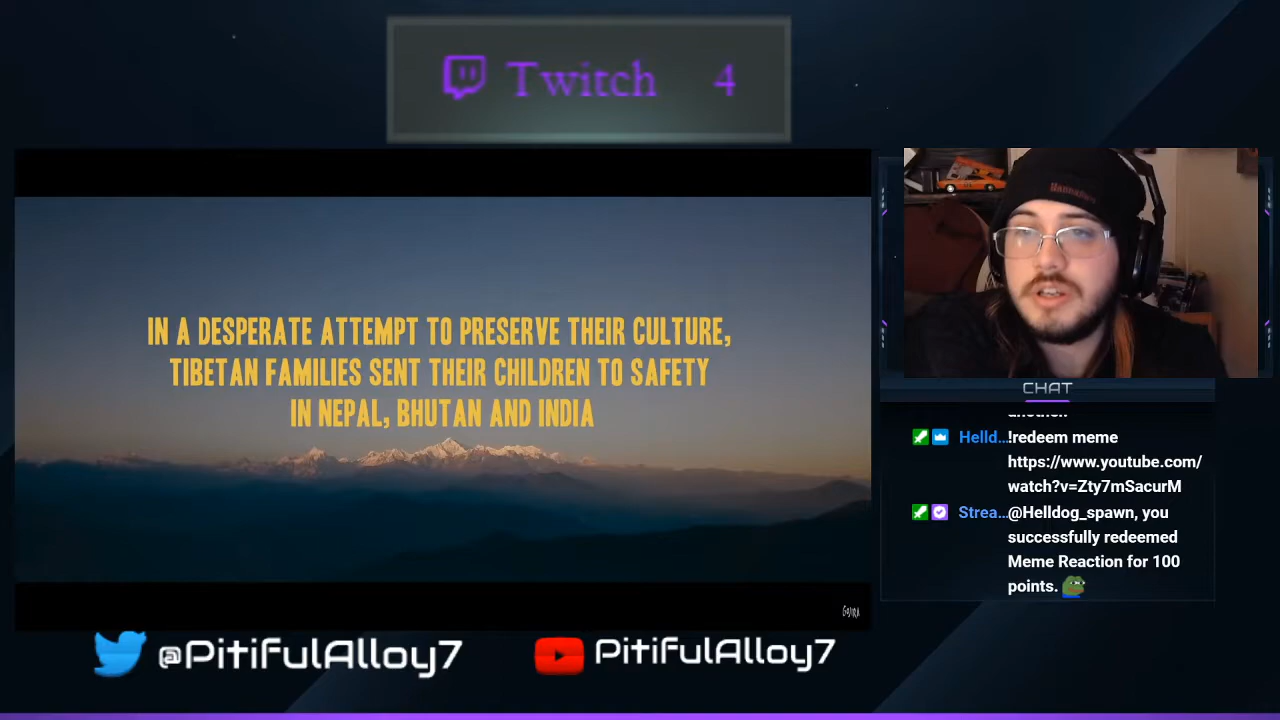 Twitch 4
IN A DESPERATE ATTEMPT TO PRESERVE THEIR CULTURE,
TIBETAN FAMILIES SENT THEIR CHILDREN TO SAFETY
IN NEPAL, BHUTAN AND INDIA
GOJIRA
CHAT
another.
Helld... !redeem meme
https://www.youtube.com/
watch?v=Zty7mSacurM
Strea... @Helldog_spawn, you
successfully redeemed
Meme Reaction for 100
points.
@PitifulAlloy7
PitifulAlloy7